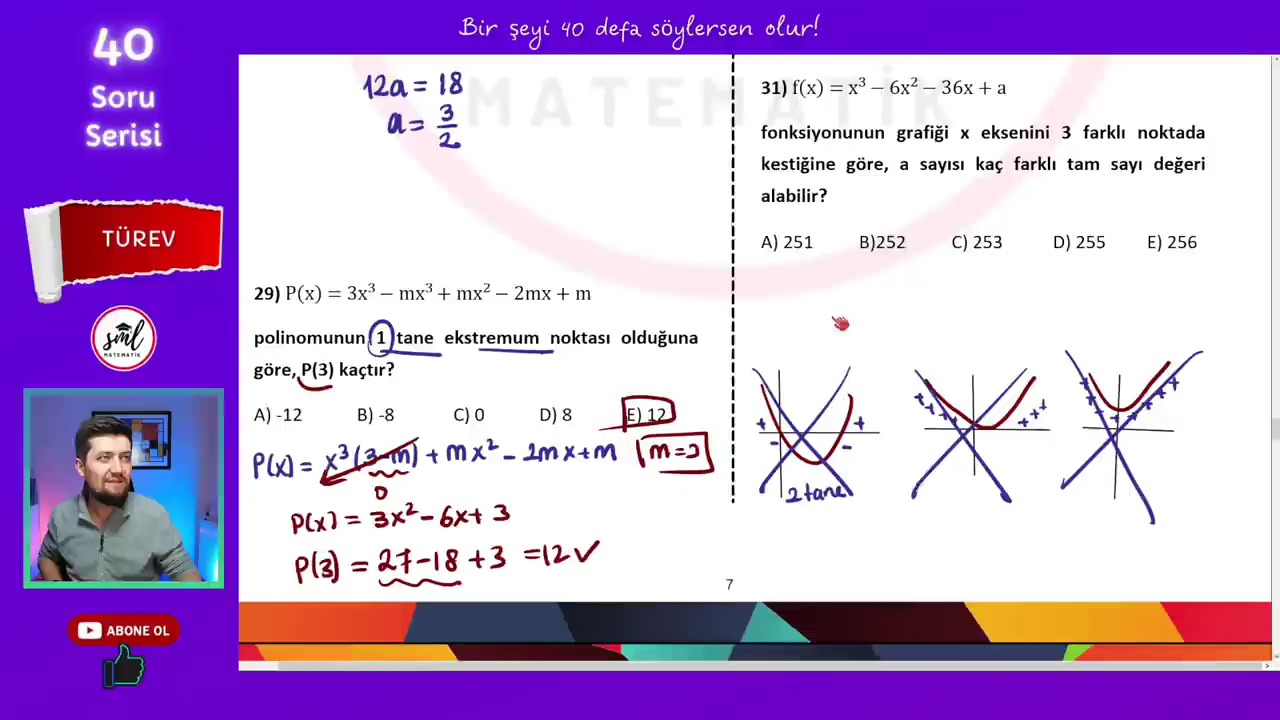 Bir şeyi 40 defa söylersen olur!
40
Soru
Serisi
TÜREV
sml
MATEMATİK
ABONE OL
MATEMATİK
12a = 18
a = 3/2
29) P(x) = 3x³ − mx³ + mx² − 2mx + m
polinomunun 1 tane ekstremum noktası olduğuna
göre, P(3) kaçtır?
A) -12 B) -8 C) 0 D) 8 E) 12
P(x) = x³(3-m) + mx² - 2mx + m m=3
0
P(x) = 3x² - 6x + 3
P(3) = 27-18 + 3 = 12 ✓
31) f(x) = x³ − 6x² − 36x + a
fonksiyonunun grafiği x eksenini 3 farklı noktada
kestiğine göre, a sayısı kaç farklı tam sayı değeri
alabilir?
A) 251 B)252 C) 253 D) 255 E) 256
+ - - +
2 tane
+ + + + + + +
+ + + + + + + +
7